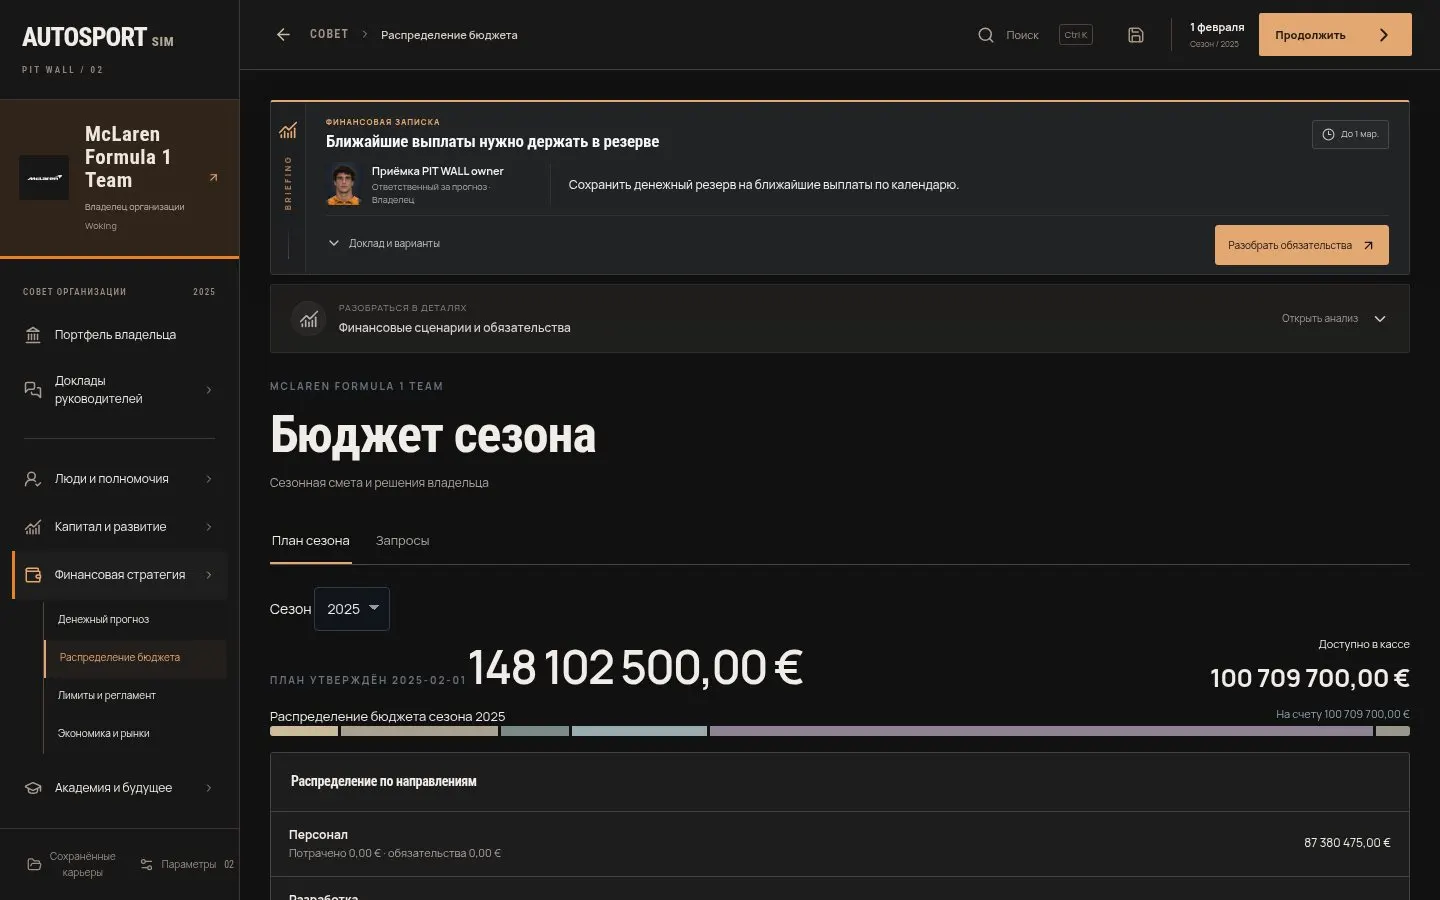 AUTOSPORT SIM
PIT WALL / 02
McLaren
Formula 1
Team
Владелец организации
Woking
McLaren
СОВЕТ ОРГАНИЗАЦИИ 2025
Портфель владельца
Доклады
руководителей
Люди и полномочия
Капитал и развитие
Финансовая стратегия
Денежный прогноз
Распределение бюджета
Лимиты и регламент
Экономика и рынки
Академия и будущее
Сохранённые
карьеры
Параметры 02
СОВЕТ
Распределение бюджета
Поиск
Ctrl K
1 февраля
Сезон / 2025
Продолжить
BRIEFING
ФИНАНСОВАЯ ЗАПИСКА
Ближайшие выплаты нужно держать в резерве
До 1 мар.
Приёмка PIT WALL owner
Ответственный за прогноз ·
Владелец
Сохранить денежный резерв на ближайшие выплаты по календарю.
Доклад и варианты
Разобрать обязательства
РАЗОБРАТЬСЯ В ДЕТАЛЯХ
Финансовые сценарии и обязательства
Открыть анализ
MCLAREN FORMULA 1 TEAM
Бюджет сезона
Сезонная смета и решения владельца
План сезона
Запросы
Сезон 2025
ПЛАН УТВЕРЖДЁН 2025-02-01 148 102 500,00 €
Доступно в кассе
100 709 700,00 €
На счету 100 709 700,00 €
Распределение бюджета сезона 2025
Распределение по направлениям
Персонал
Потрачено 0,00 € · обязательства 0,00 €
87 380 475,00 €
Разработка